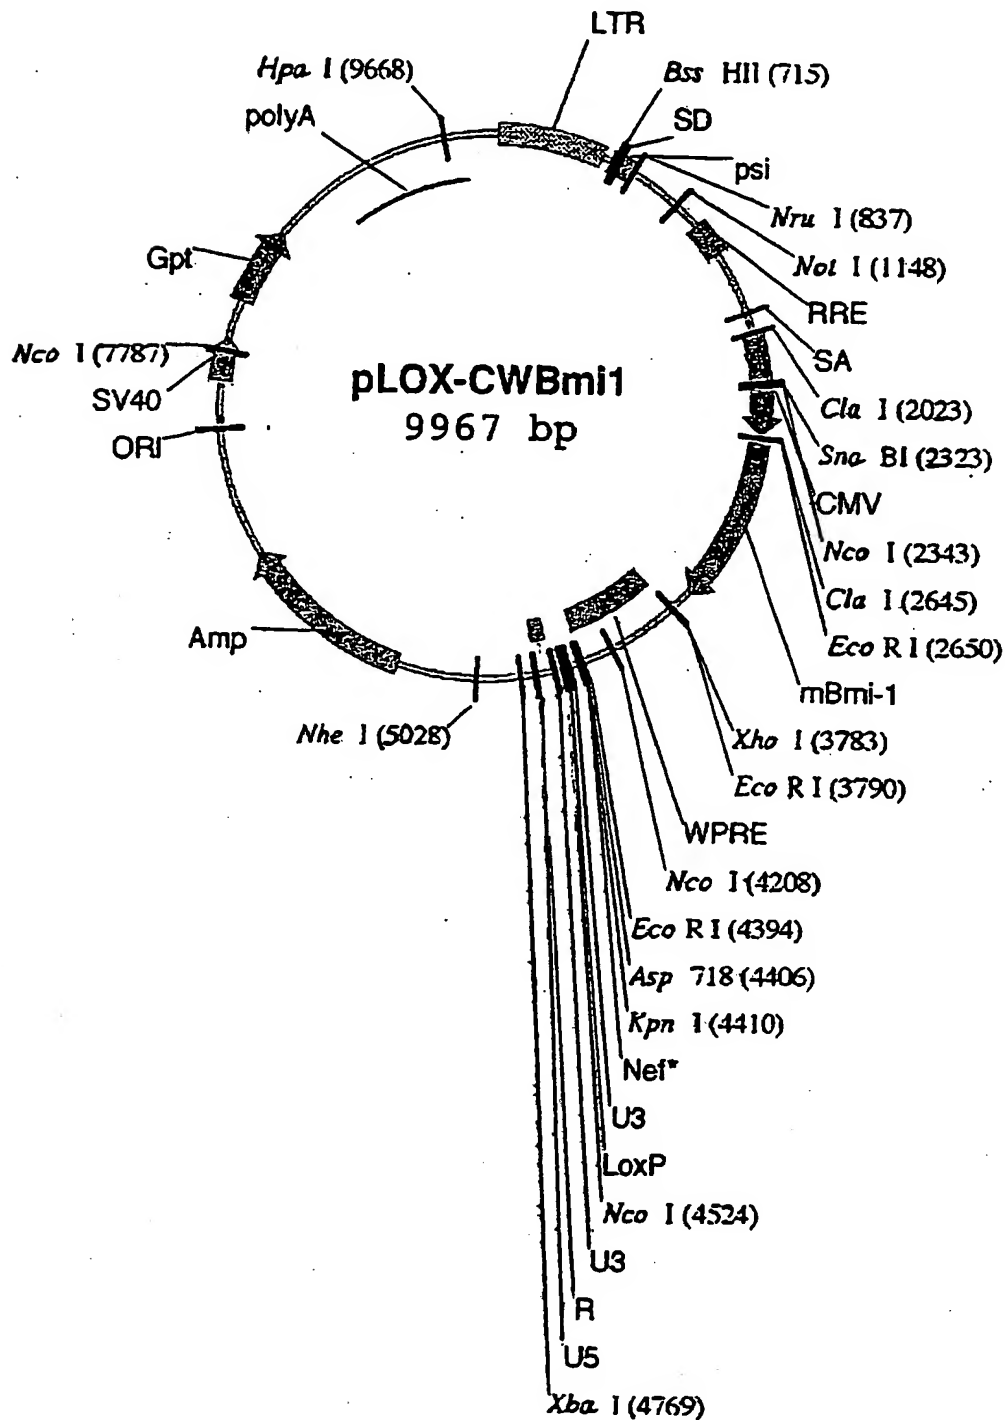 LTR
Hpa I (9668)
Bss HII (715)
polyA
SD
psi
Nru I (837)
Gpt
Not I (1148)
RRE
Nco I (7787)
SA
pLOX-CWBmi1
SV40
Cla I (2023)
9967 bp
ORI
Sna BI (2323)
CMV
Nco I (2343)
Cla I (2645)
Amp
Eco R I (2650)
mBmi-1
Nhe I (5028)
Xho I (3783)
Eco R I (3790)
WPRE
Nco I (4208)
Eco R I (4394)
Asp 718 (4406)
Kpn I (4410)
Nef*
U3
LoxP
Nco I (4524)
U3
R
U5
Xba I (4769)